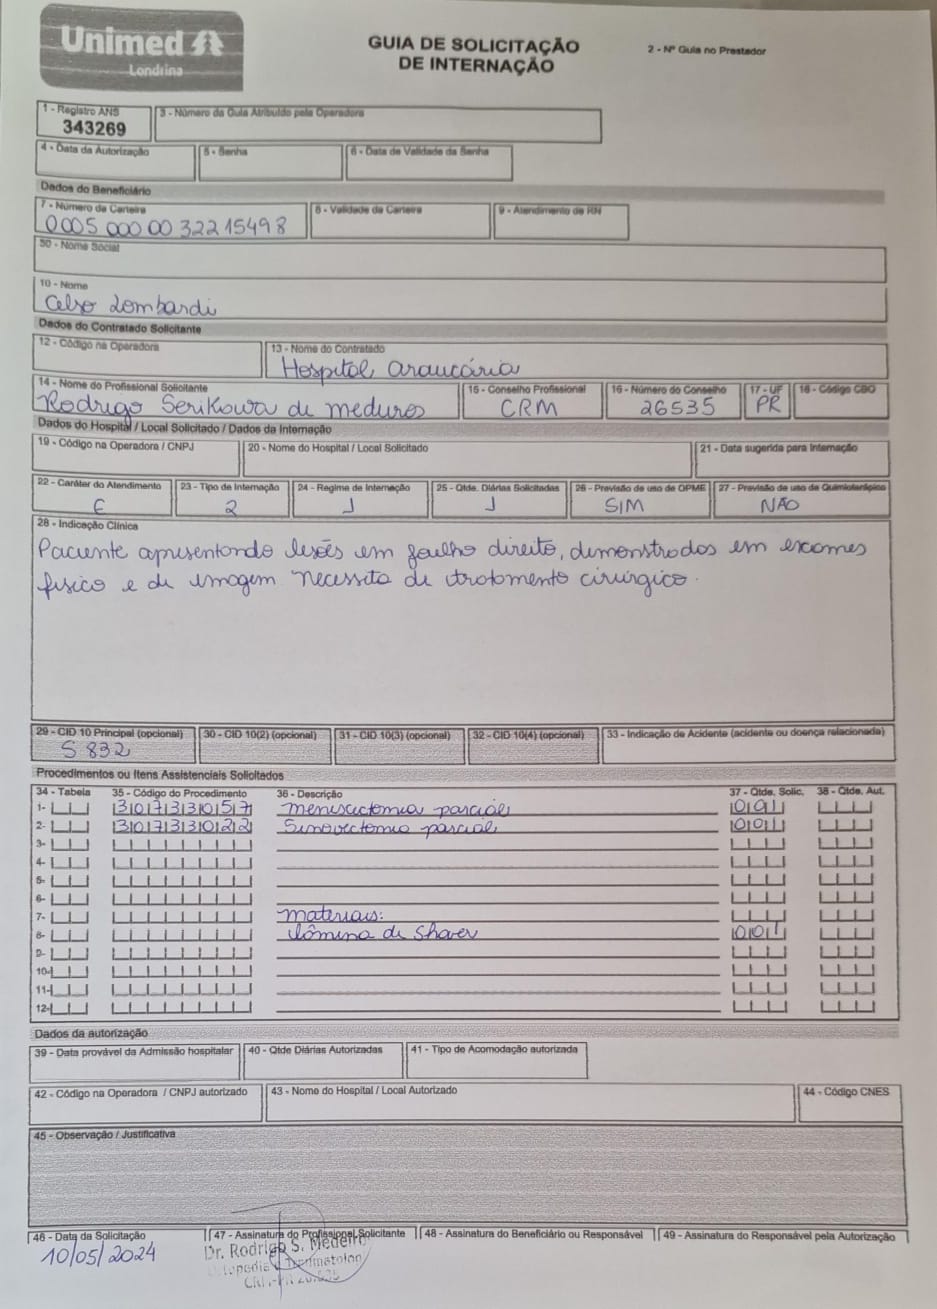 Unimed
Londrina
GUIA DE SOLICITAÇÃO
DE INTERNAÇÃO
2 - Nº Guia no Prestador
1 - Registro ANS
343269
3 - Número da Guia Atribuído pela Operadora
4 - Data da Autorização
5 - Senha
6 - Data de Validade da Senha
Dados do Beneficiário
7 - Número da Carteira
0005 000 00 322 15498
8 - Validade da Carteira
9 - Atendimento de RN
50 - Nome Social
10 - Nome
Celso Lombardi
Dados do Contratado Solicitante
12 - Código na Operadora
13 - Nome do Contratado
Hospital Araucária
14 - Nome do Profissional Solicitante
Rodrigo Serikawa de Medeiros
15 - Conselho Profissional
CRM
16 - Número do Conselho
26535
17 - UF
PR
18 - Código CBO
Dados do Hospital / Local Solicitado / Dados da Internação
19 - Código na Operadora / CNPJ
20 - Nome do Hospital / Local Solicitado
21 - Data sugerida para Internação
22 - Caráter do Atendimento
E
23 - Tipo de Internação
2
24 - Regime de Internação
1
25 - Qtde. Diárias Solicitadas
1
26 - Previsão de uso de OPME
SIM
27 - Previsão de uso de Quimioterápico
NÃO
28 - Indicação Clínica
Paciente apresentando lesões em joelho direito, demonstrados em exames
físico e de imagem necessita de tratamento cirúrgico.
29 - CID 10 Principal (opcional)
S 832
30 - CID 10(2) (opcional)
31 - CID 10(3) (opcional)
32 - CID 10(4) (opcional)
33 - Indicação de Acidente (acidente ou doença relacionada)
Procedimentos ou Itens Assistenciais Solicitados
34 - Tabela 35 - Código do Procedimento 36 - Descrição 37 - Qtde. Solic. 38 - Qtde. Aut.
1- 30733057 meniscectomia parcial 001
2- 30733022 Sinovectomia parcial 001
3-
4-
5-
6-
7- materiais:
8- Lâmina de Shaver 001
9-
10-
11-
12-
Dados da autorização
39 - Data provável da Admissão hospitalar
40 - Qtde Diárias Autorizadas
41 - Tipo de Acomodação autorizada
42 - Código na Operadora / CNPJ autorizado
43 - Nome do Hospital / Local Autorizado
44 - Código CNES
45 - Observação / Justificativa
46 - Data da Solicitação
10/05/2024
47 - Assinatura do Profissional Solicitante
Dr. Rodrigo S. Medeiros
48 - Assinatura do Beneficiário ou Responsável
49 - Assinatura do Responsável pela Autorização